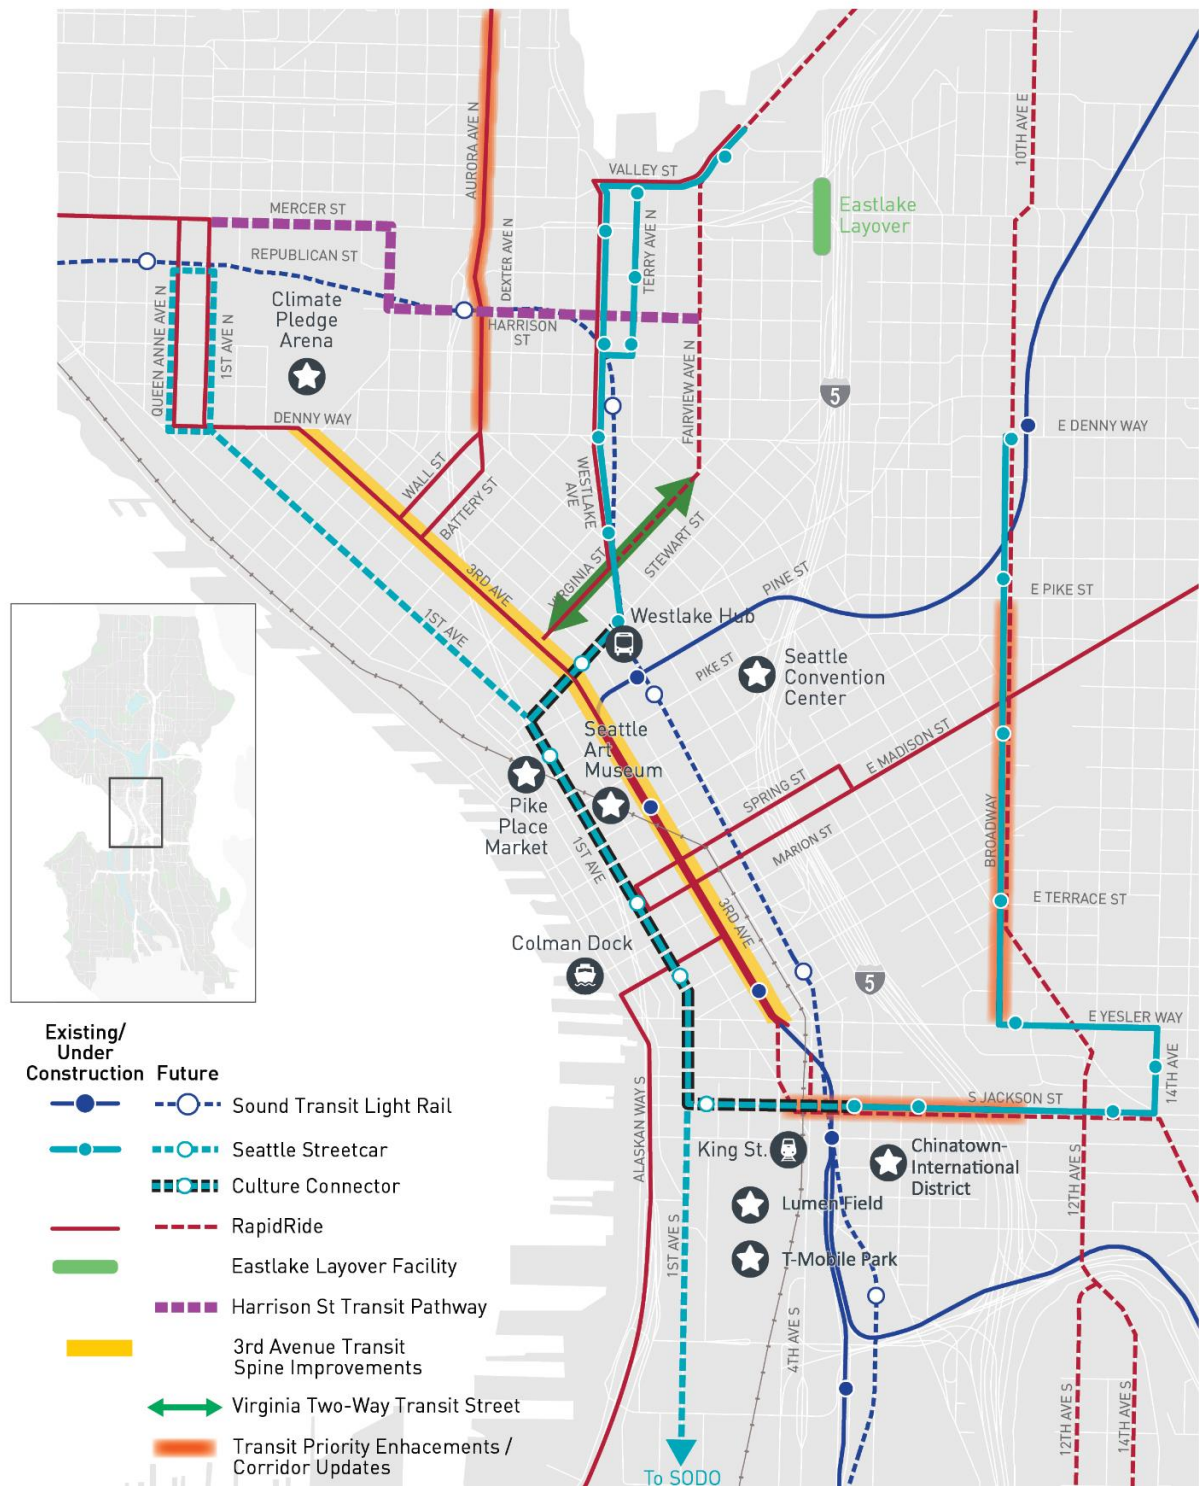 AURORA AVE N
10TH AVE E
VALLEY ST
MERCER ST
DEXTER AVE N
TERRY AVE N
Eastlake
Layover
REPUBLICAN ST
Climate
Pledge
Arena
HARRISON
ST
QUEEN ANNE AVE N
1ST AVE N
FAIRVIEW AVE N
5
DENNY WAY
E DENNY WAY
WALL ST
BATTERY ST
WESTLAKE
AVE
STEWART ST
VIRGINIA ST
3RD AVE
PINE ST
E PIKE ST
1ST AVE
Westlake Hub
PIKE ST
Seattle
Convention
Center
Seattle
Art
Museum
E MADISON ST
SPRING ST
Pike
Place
Market
MARION ST
BROADWAY
1ST AVE
3RD AVE
E TERRACE ST
Colman Dock
5
E YESLER WAY
14TH AVE
S JACKSON ST
ALASKAN WAY S
King St.
Chinatown-
International
District
12TH AVE S
Lumen Field
1ST AVE S
T-Mobile Park
4TH AVE S
12TH AVE S
14TH AVE S
To SODO
Existing/
Under
Construction
Future
Sound Transit Light Rail
Seattle Streetcar
Culture Connector
RapidRide
Eastlake Layover Facility
Harrison St Transit Pathway
3rd Avenue Transit
Spine Improvements
Virginia Two-Way Transit Street
Transit Priority Enhacements /
Corridor Updates